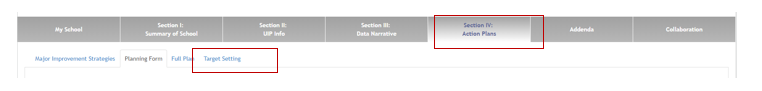 My School
Section I:
Summary of School
Section II:
UIP Info
Section III:
Data Narrative
Section IV:
Action Plans
Addenda
Collaboration
Major Improvement Strategies
Planning Form
Full Plan
Target Setting